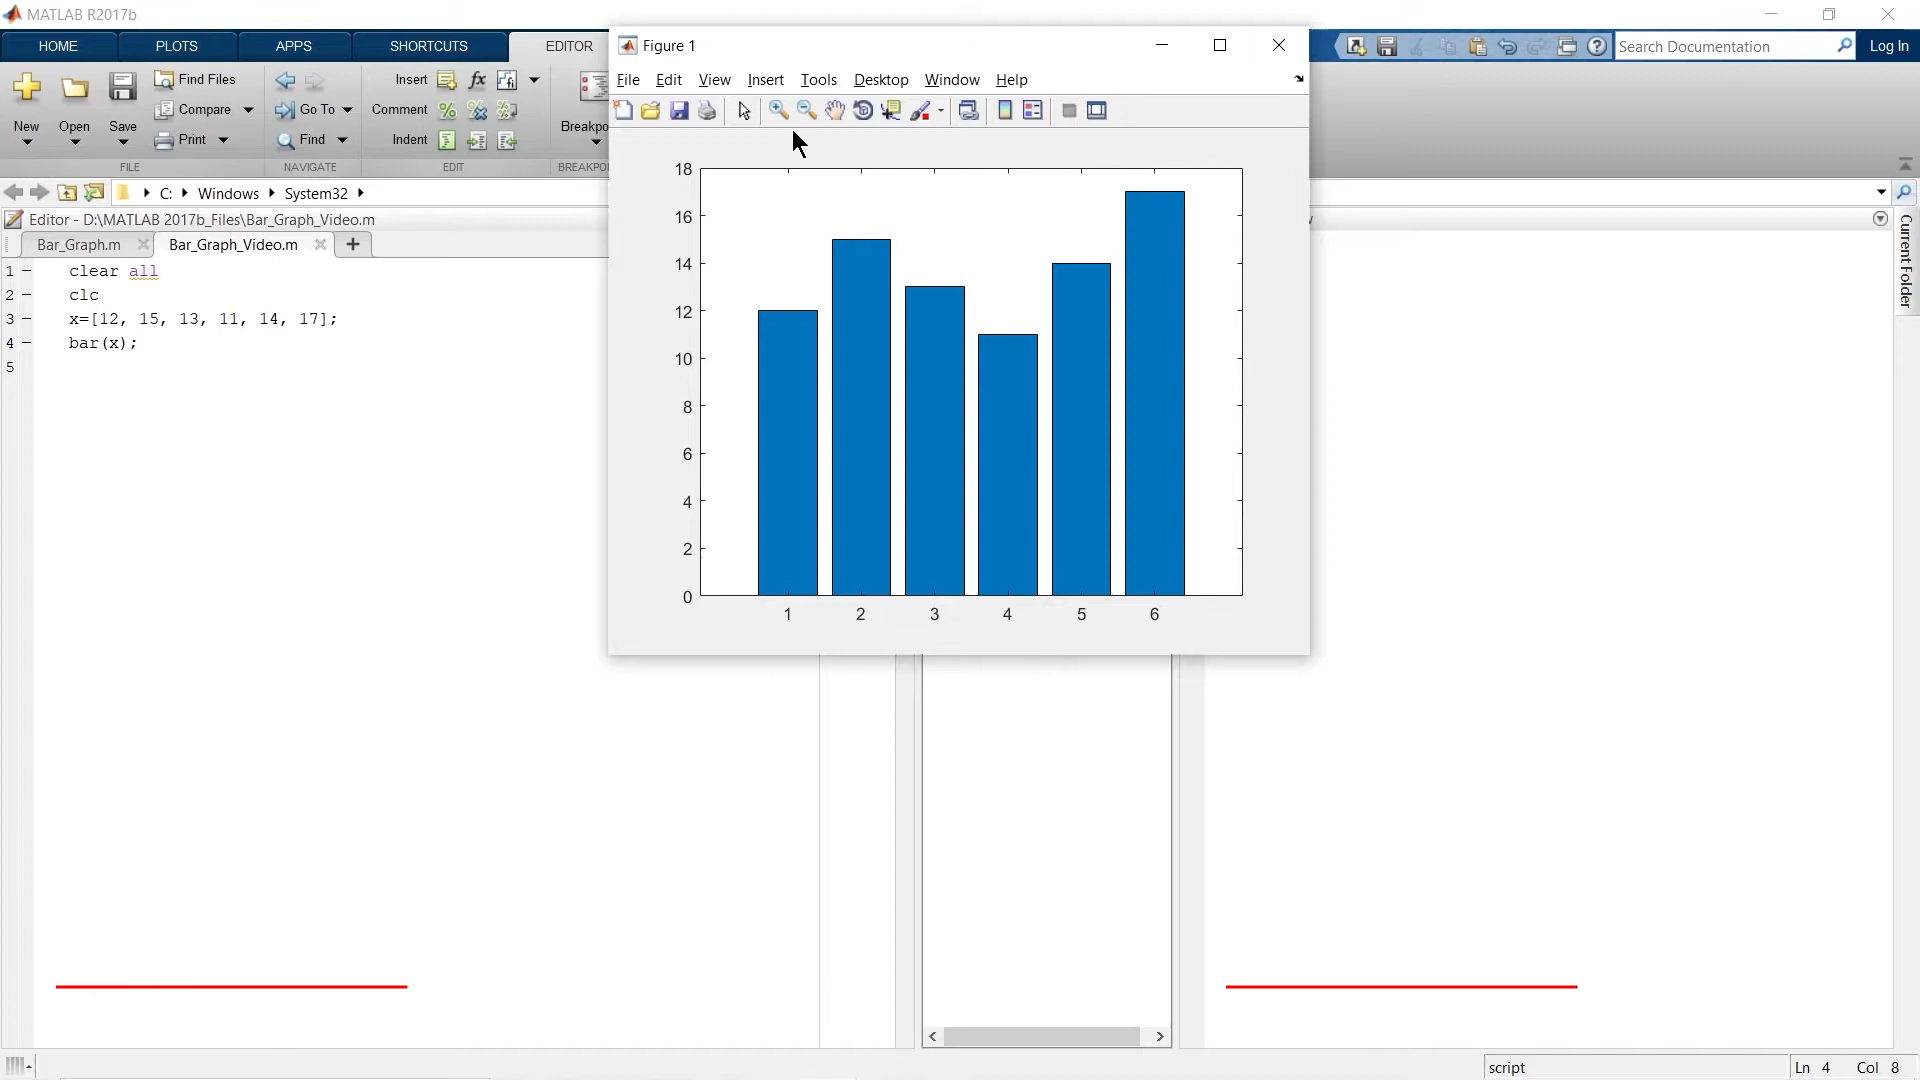 MATLAB R2017b
HOME PLOTS APPS SHORTCUTS EDITOR
Search Documentation
Log In
New
Open
Save
Find Files
Compare
Print
FILE
Go To
Find
NAVIGATE
Insert
Comment
Indent
EDIT
Breakpo
BREAKPO
C: Windows System32
Editor - D:\MATLAB 2017b_Files\Bar_Graph_Video.m
Bar_Graph.m
Bar_Graph_Video.m
1 clear all
2 clc
3 x=[12, 15, 13, 11, 14, 17];
4 bar(x);
5
Figure 1
File Edit View Insert Tools Desktop Window Help
18
16
14
12
10
8
6
4
2
0
1 2 3 4 5 6
Current Folder
script
Ln 4 Col 8